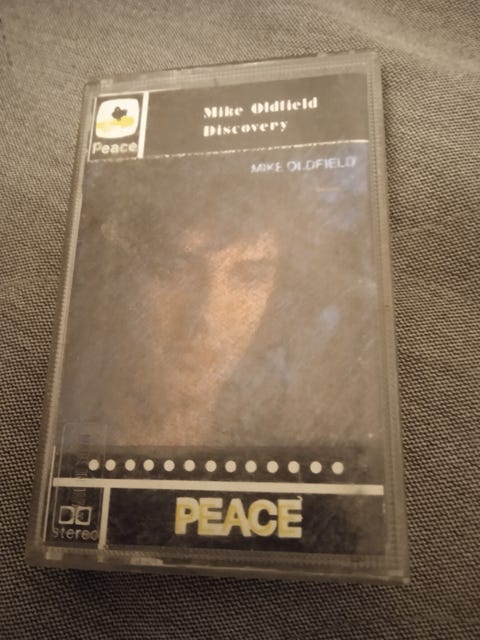 Peace
Mike Oldfield
Discovery
MIKE OLDFIELD
stereo
PEACE